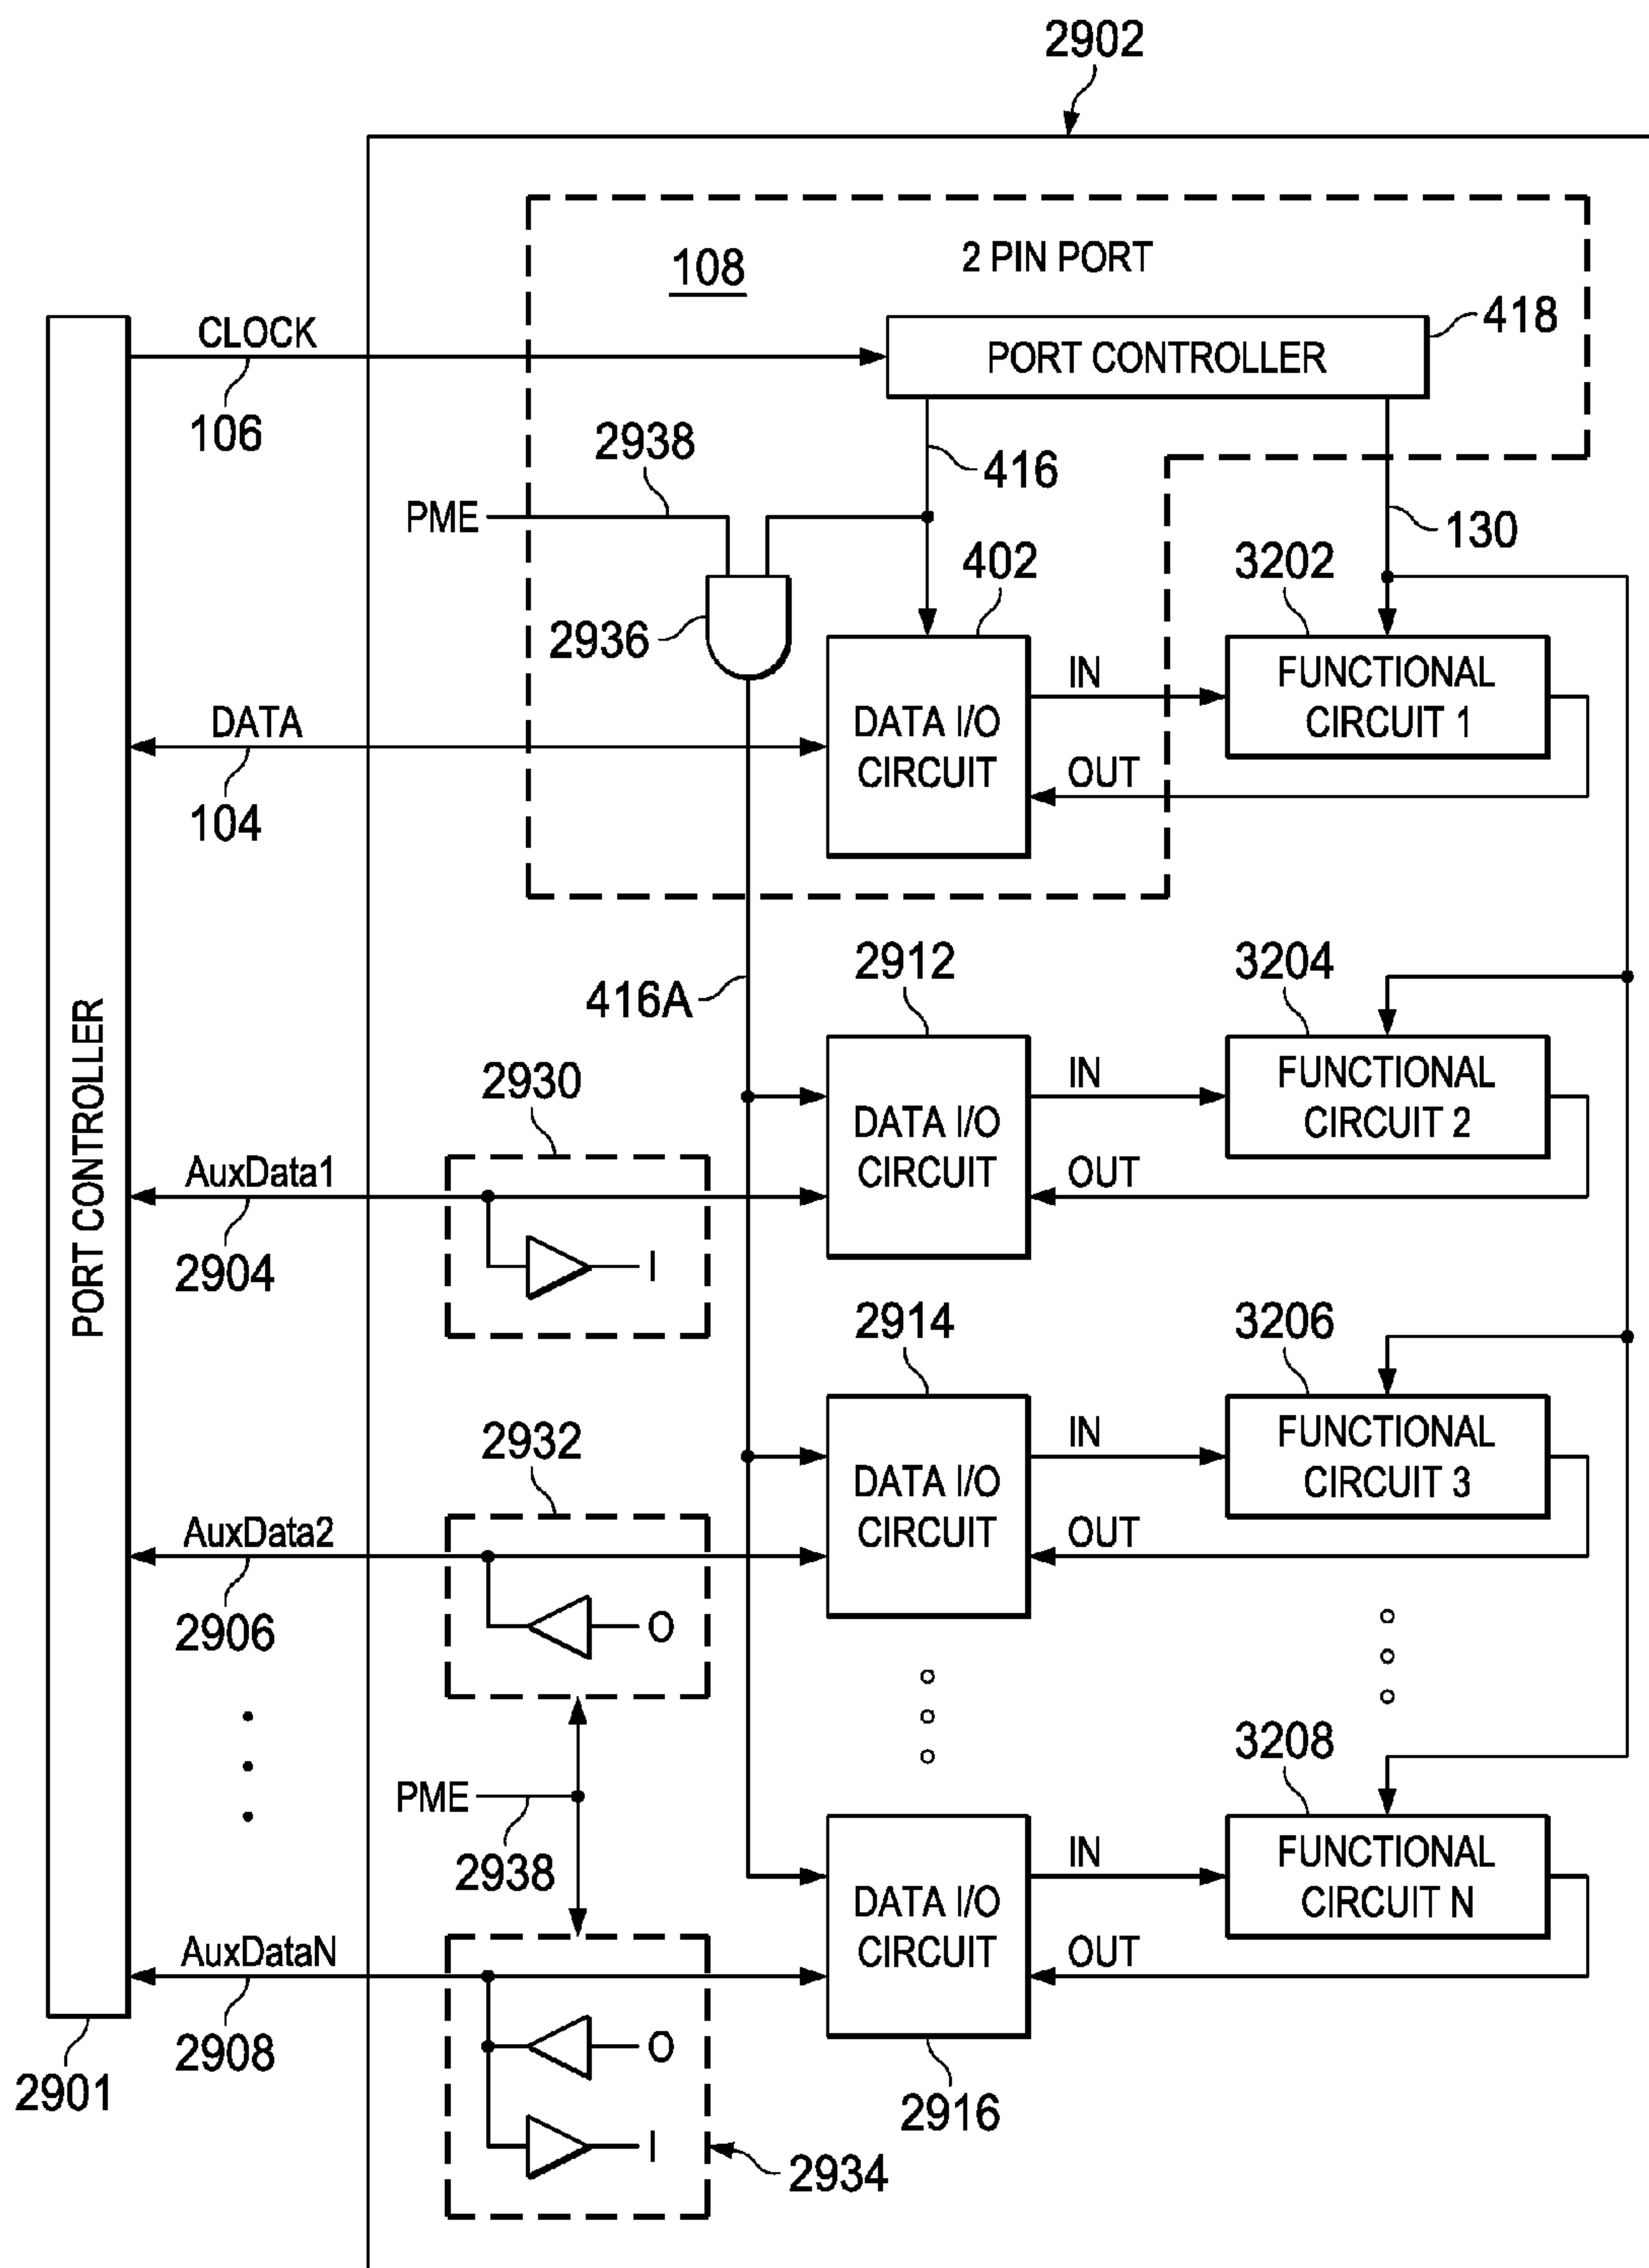 2902
2 PIN PORT
108
418
CLOCK
PORT CONTROLLER
106
2938
416
PME
130
402
3202
2936
FUNCTIONAL
CIRCUIT 1
IN
DATA I/O
CIRCUIT
DATA
OUT
104
2912
3204
416A
PORT CONTROLLER
2930
IN
FUNCTIONAL
CIRCUIT 2
DATA I/O
CIRCUIT
AuxData1
OUT
2904
I
2914
3206
2932
IN
FUNCTIONAL
CIRCUIT 3
DATA I/O
CIRCUIT
AuxData2
OUT
2906
O
3208
PME
2938
IN
FUNCTIONAL
CIRCUIT N
DATA I/O
CIRCUIT
AuxDataN
OUT
2908
O
2901
2916
I
2934